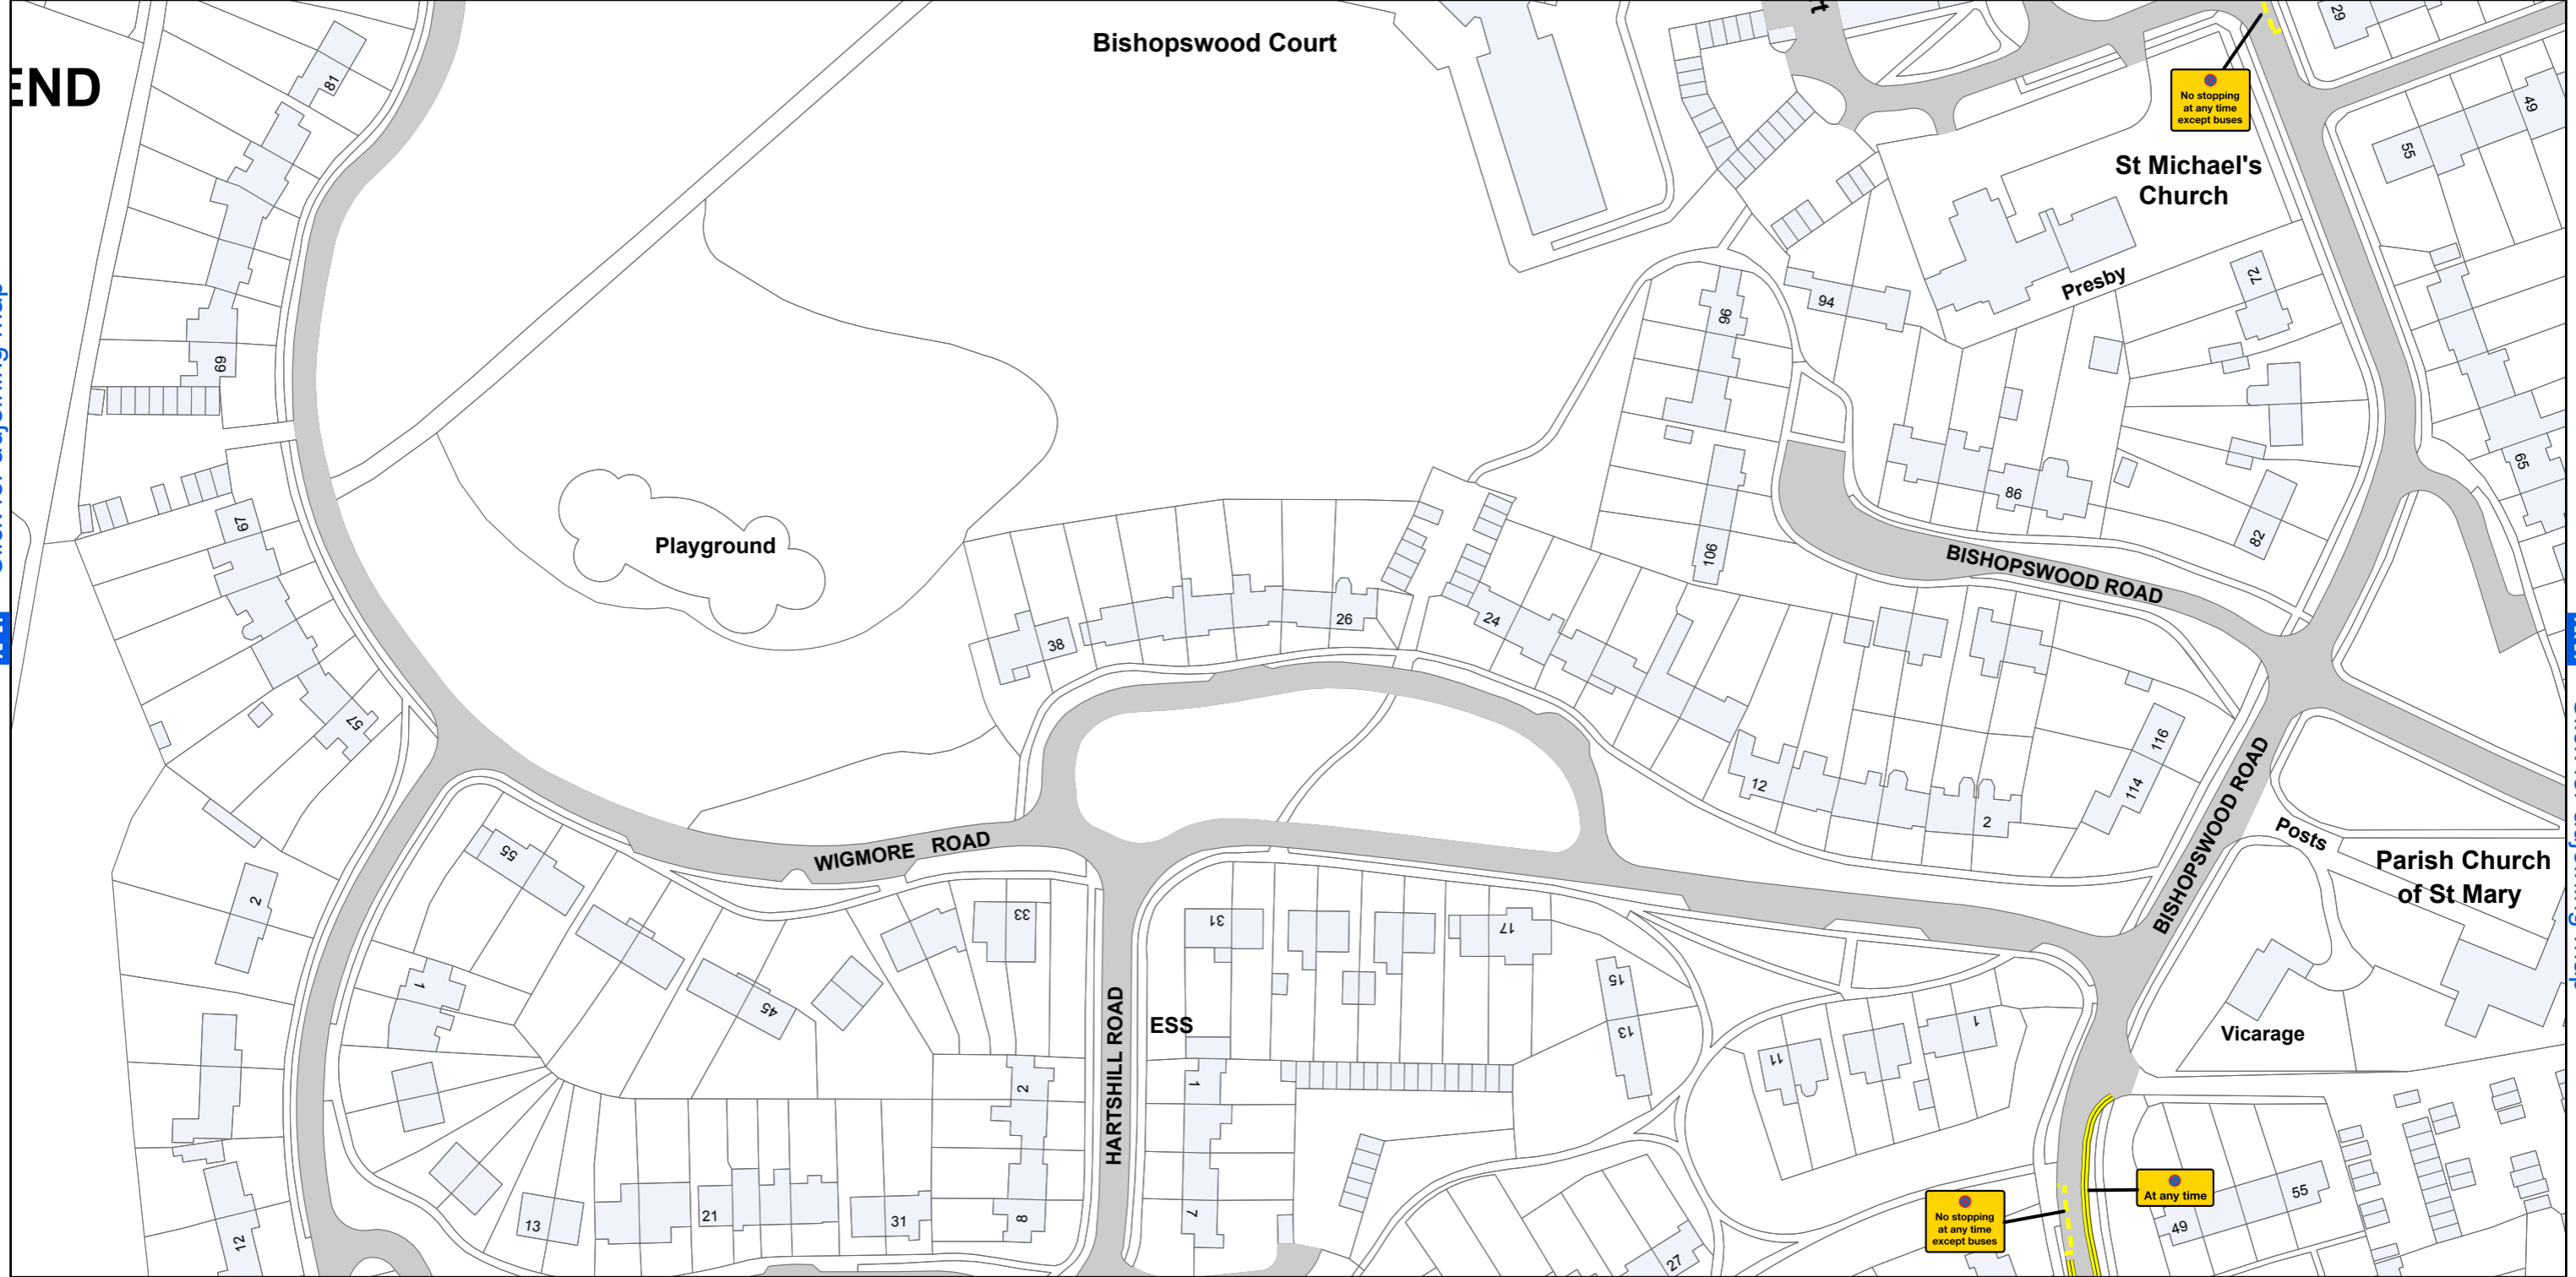 Bishopswood Court
END
No stopping
at any time
except buses
St Michael's
Church
Presby
29
49
55
81
69
67
57
72
94
96
86
82
65
106
Playground
BISHOPSWOOD ROAD
38
26
24
12
2
116
114
BISHOPSWOOD ROAD
Posts
Parish Church
of St Mary
Vicarage
WIGMORE ROAD
55
45
33
31
17
15
13
11
1
2
1
12
13
21
31
2
8
HARTSHILL ROAD
ESS
1
7
27
No stopping
at any time
except buses
At any time
49
55